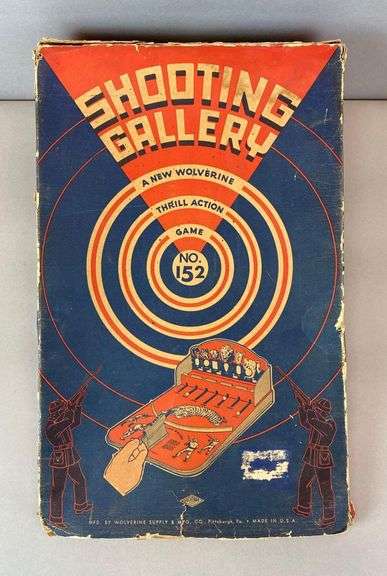 SHOOTING
GALLERY
A NEW WOLVERINE
THRILL ACTION
GAME
NO.
152
MFD. BY WOLVERINE SUPPLY & MFG. CO., Pittsburgh, Pa. • MADE IN U.S.A.